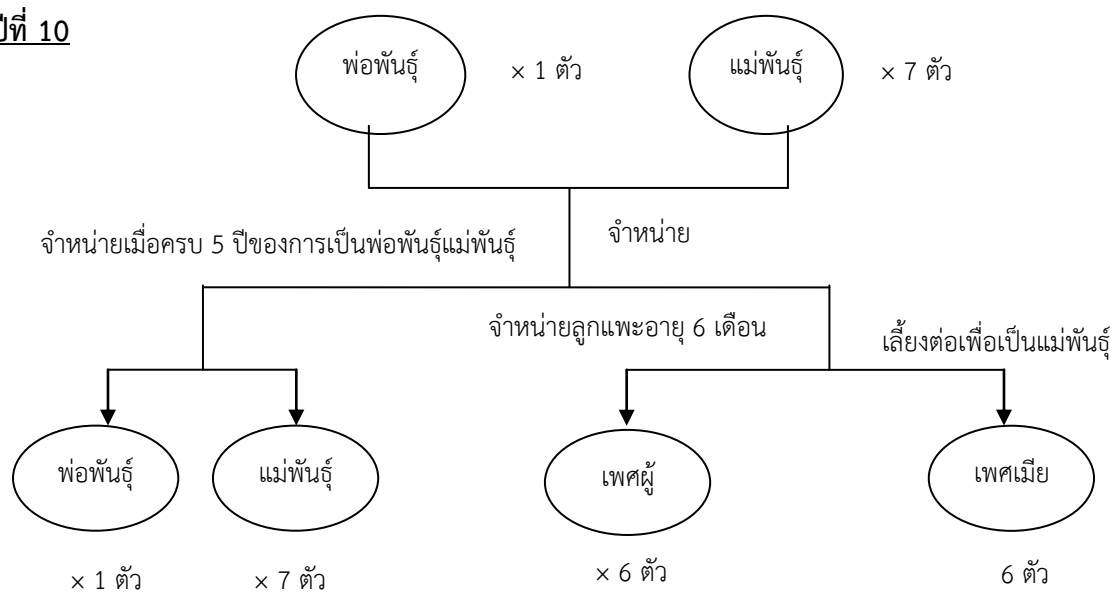 ปีที่ 10
พ่อพันธุ์ × 1 ตัว แม่พันธุ์ × 7 ตัว
จำหน่ายเมื่อครบ 5 ปีของการเป็นพ่อพันธุ์แม่พันธุ์ จำหน่าย
จำหน่ายลูกแพะอายุ 6 เดือน เลี้ยงต่อเพื่อเป็นแม่พันธุ์
พ่อพันธุ์ แม่พันธุ์ เพศผู้ เพศเมีย
× 1 ตัว × 7 ตัว × 6 ตัว 6 ตัว